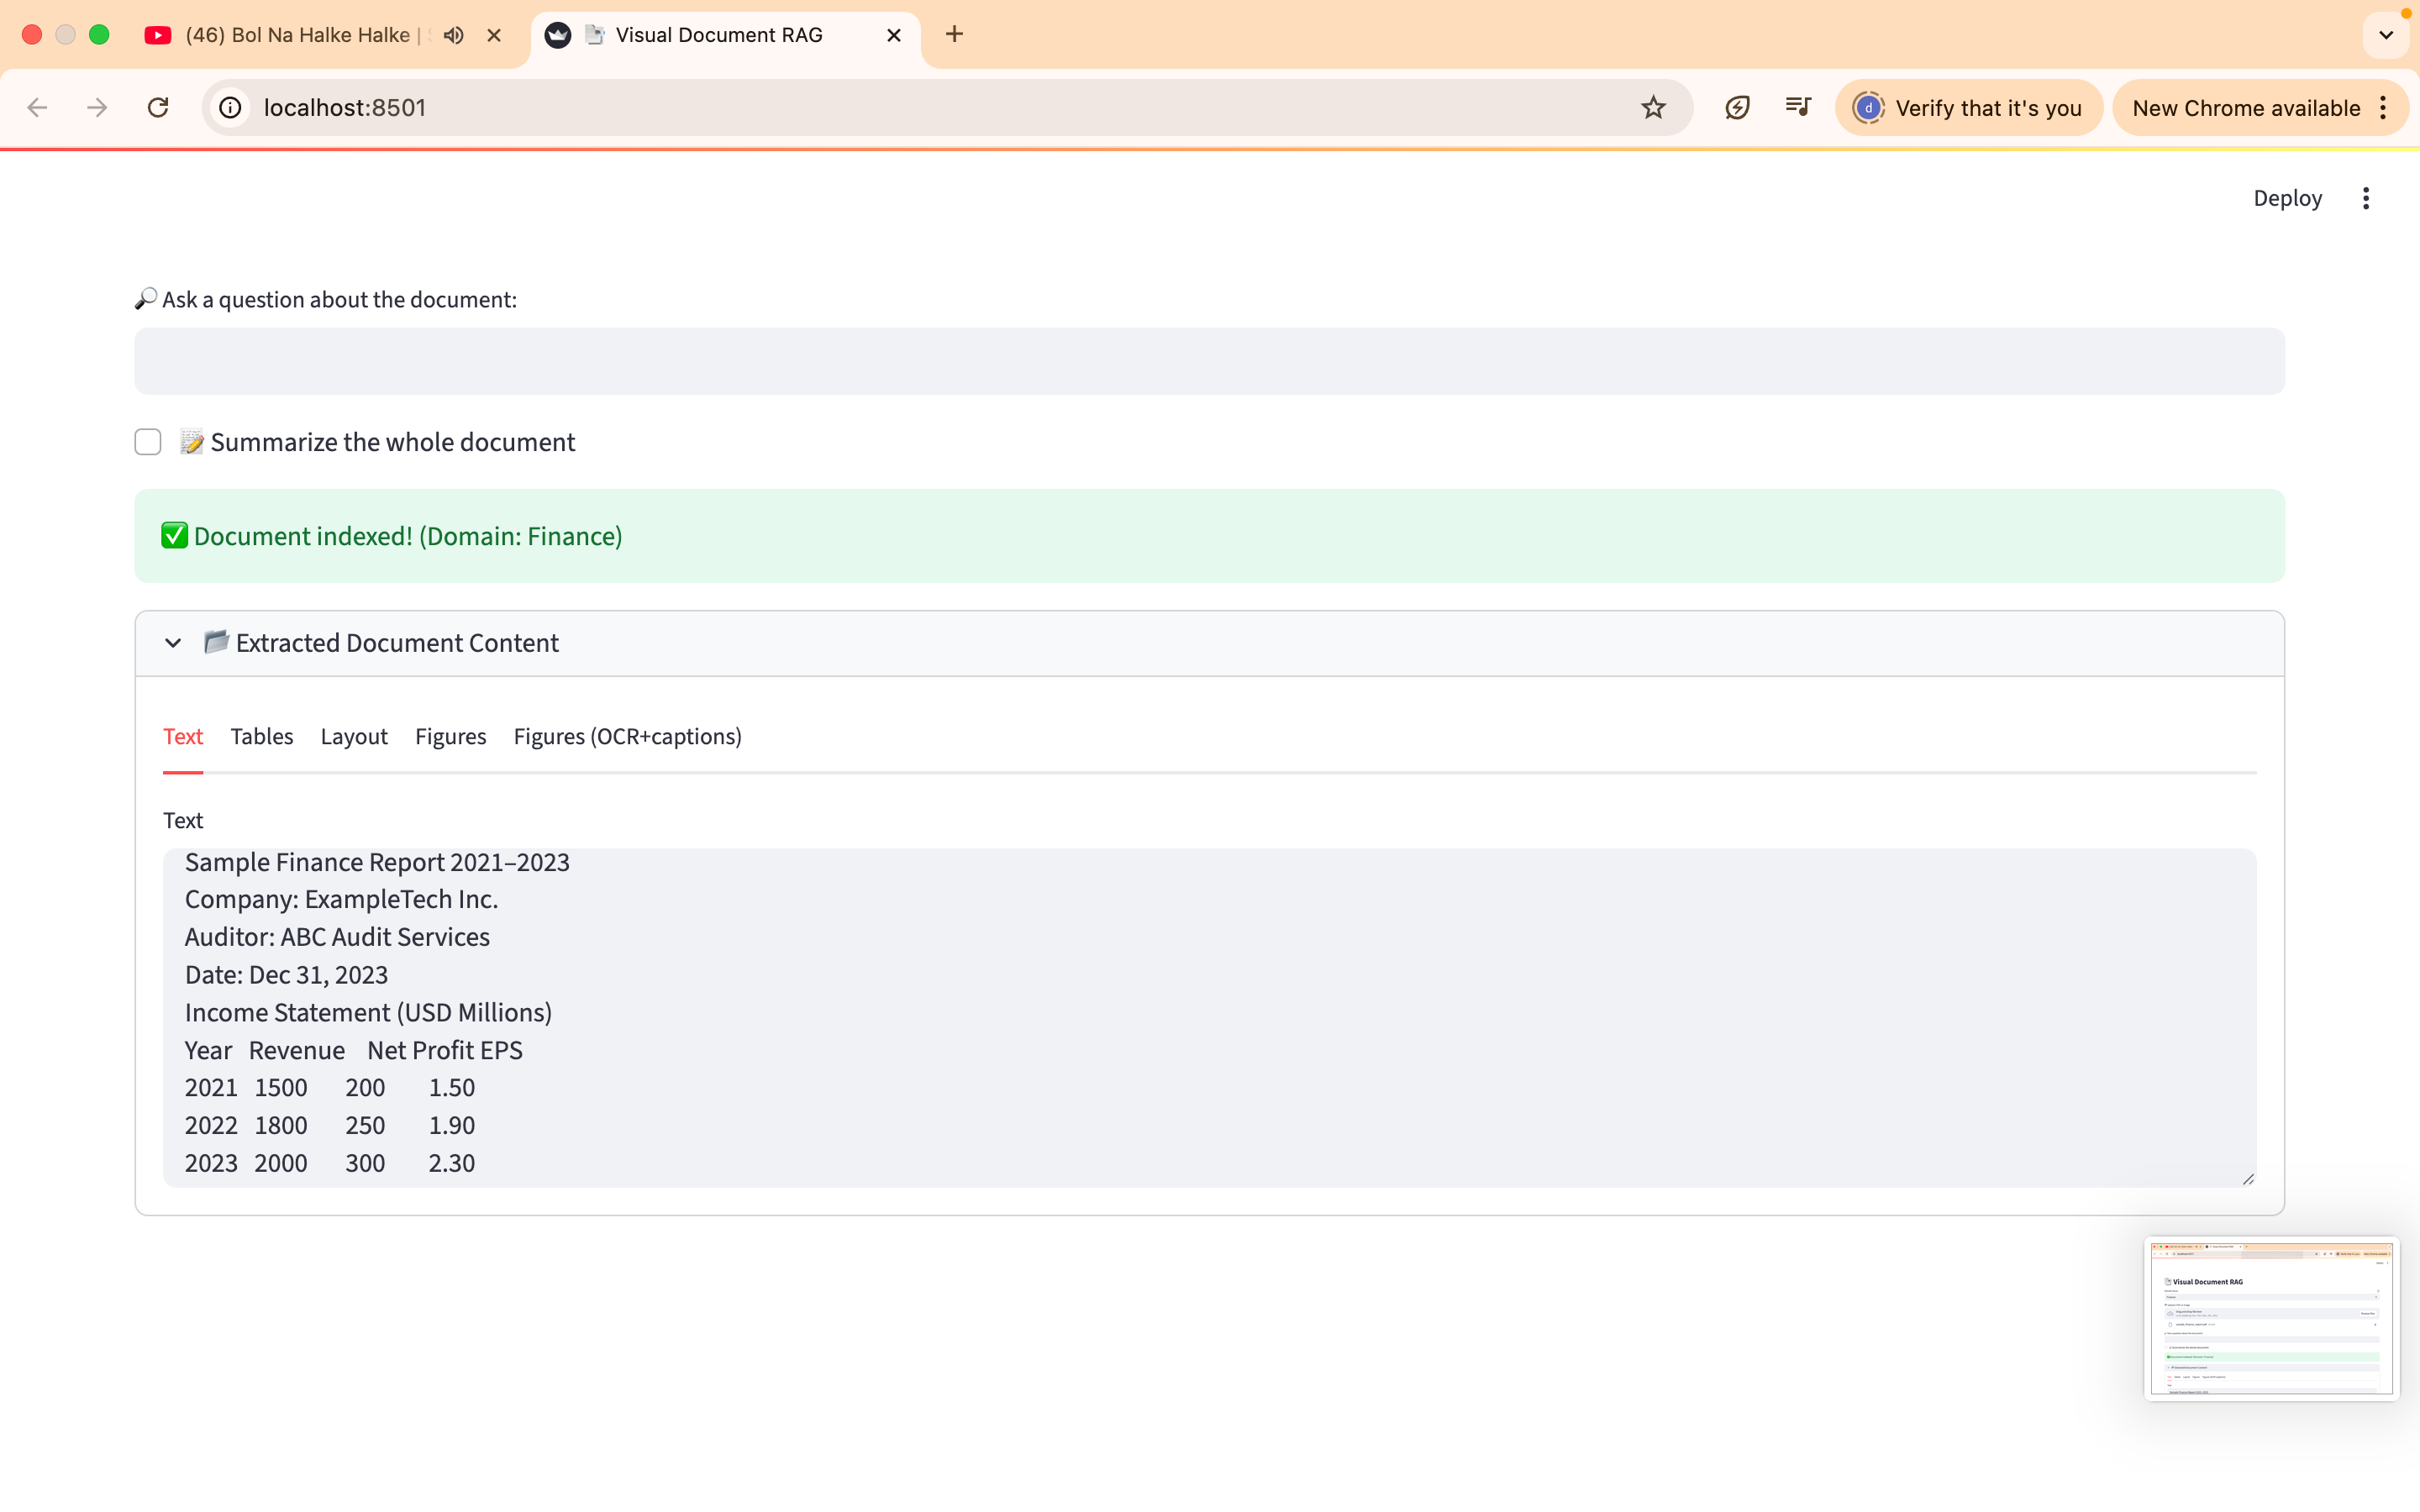 (46) Bol Na Halke Halke |
Visual Document RAG
localhost:8501
d
Verify that it's you
New Chrome available
Deploy
Ask a question about the document:
Summarize the whole document
Document indexed! (Domain: Finance)
Extracted Document Content
Text Tables Layout Figures Figures (OCR+captions)
Text
Sample Finance Report 2021–2023
Company: ExampleTech Inc.
Auditor: ABC Audit Services
Date: Dec 31, 2023
Income Statement (USD Millions)
Year Revenue Net Profit EPS
2021 1500 200 1.50
2022 1800 250 1.90
2023 2000 300 2.30
Visual Document RAG